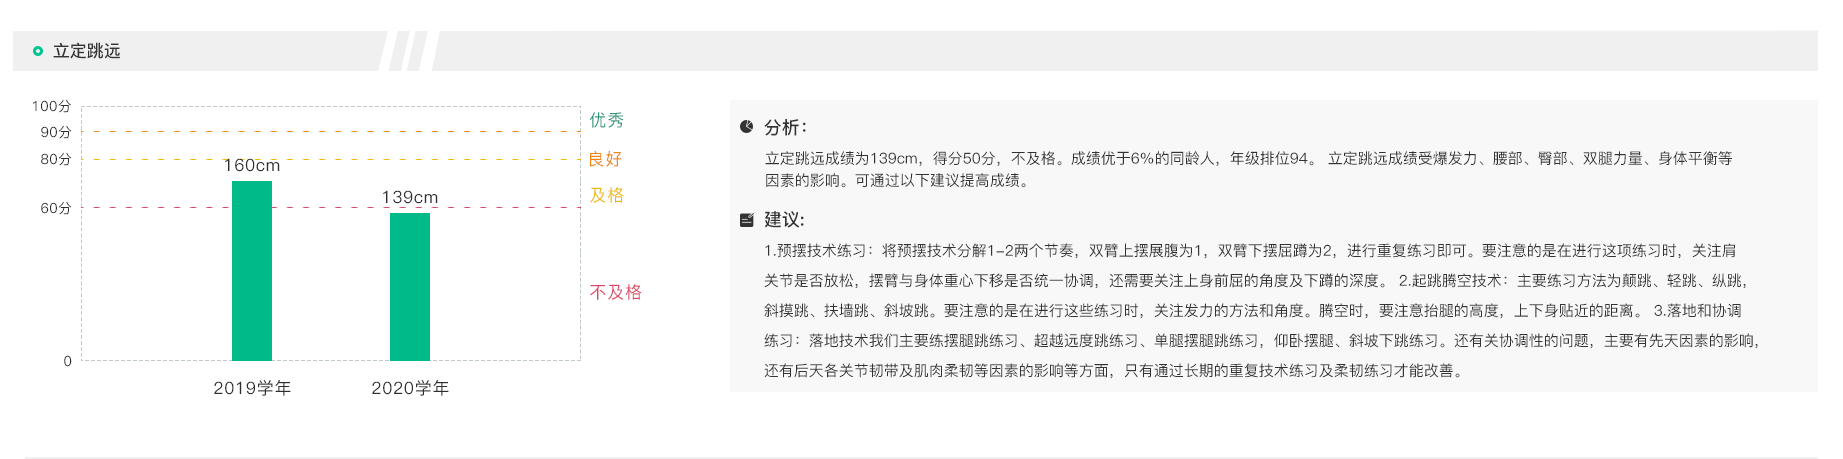 立定跳远
100分
90分
80分
60分
0
160cm
139cm
2019学年
2020学年
优秀
良好
及格
不及格
分析：
立定跳远成绩为139cm，得分50分，不及格。成绩优于6%的同龄人，年级排位94。 立定跳远成绩受爆发力、腰部、臀部、双腿力量、身体平衡等
因素的影响。可通过以下建议提高成绩。
建议：
1.预摆技术练习：将预摆技术分解1-2两个节奏，双臂上摆展腹为1，双臂下摆屈蹲为2，进行重复练习即可。要注意的是在进行这项练习时，关注肩
关节是否放松，摆臂与身体重心下移是否统一协调，还需要关注上身前屈的角度及下蹲的深度。 2.起跳腾空技术：主要练习方法为颠跳、轻跳、纵跳，
斜摸跳、扶墙跳、斜坡跳。要注意的是在进行这些练习时，关注发力的方法和角度。腾空时，要注意抬腿的高度，上下身贴近的距离。 3.落地和协调
练习：落地技术我们主要练摆腿跳练习、超越远度跳练习、单腿摆腿跳练习，仰卧摆腿、斜坡下跳练习。还有关协调性的问题，主要有先天因素的影响，
还有后天各关节韧带及肌肉柔韧等因素的影响等方面，只有通过长期的重复技术练习及柔韧练习才能改善。